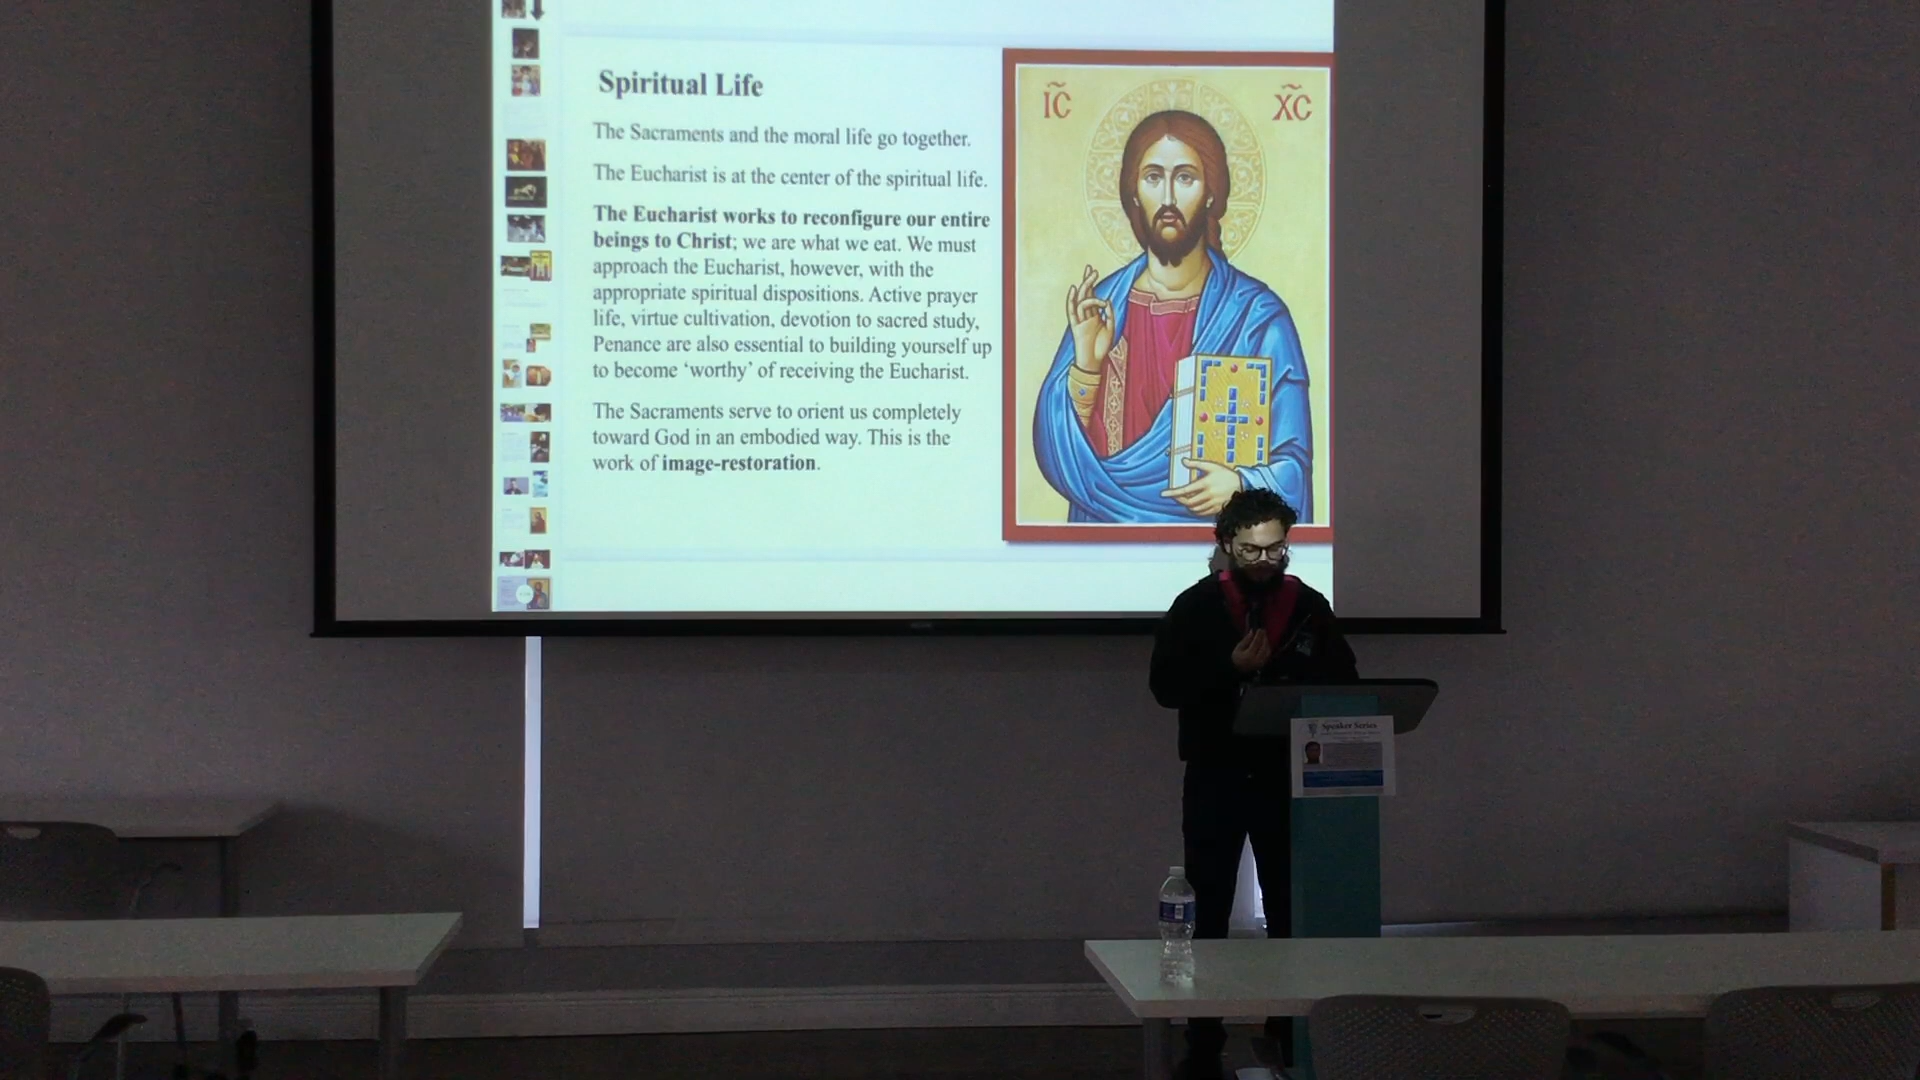 Spiritual Life
IC XC
The Sacraments and the moral life go together.
The Eucharist is at the center of the spiritual life.
The Eucharist works to reconfigure our entire
beings to Christ; we are what we eat. We must
approach the Eucharist, however, with the
appropriate spiritual dispositions. Active prayer
life, virtue cultivation, devotion to sacred study,
Penance are also essential to building yourself up
to become ‘worthy’ of receiving the Eucharist.
The Sacraments serve to orient us completely
toward God in an embodied way. This is the
work of image-restoration.
Speaker Series